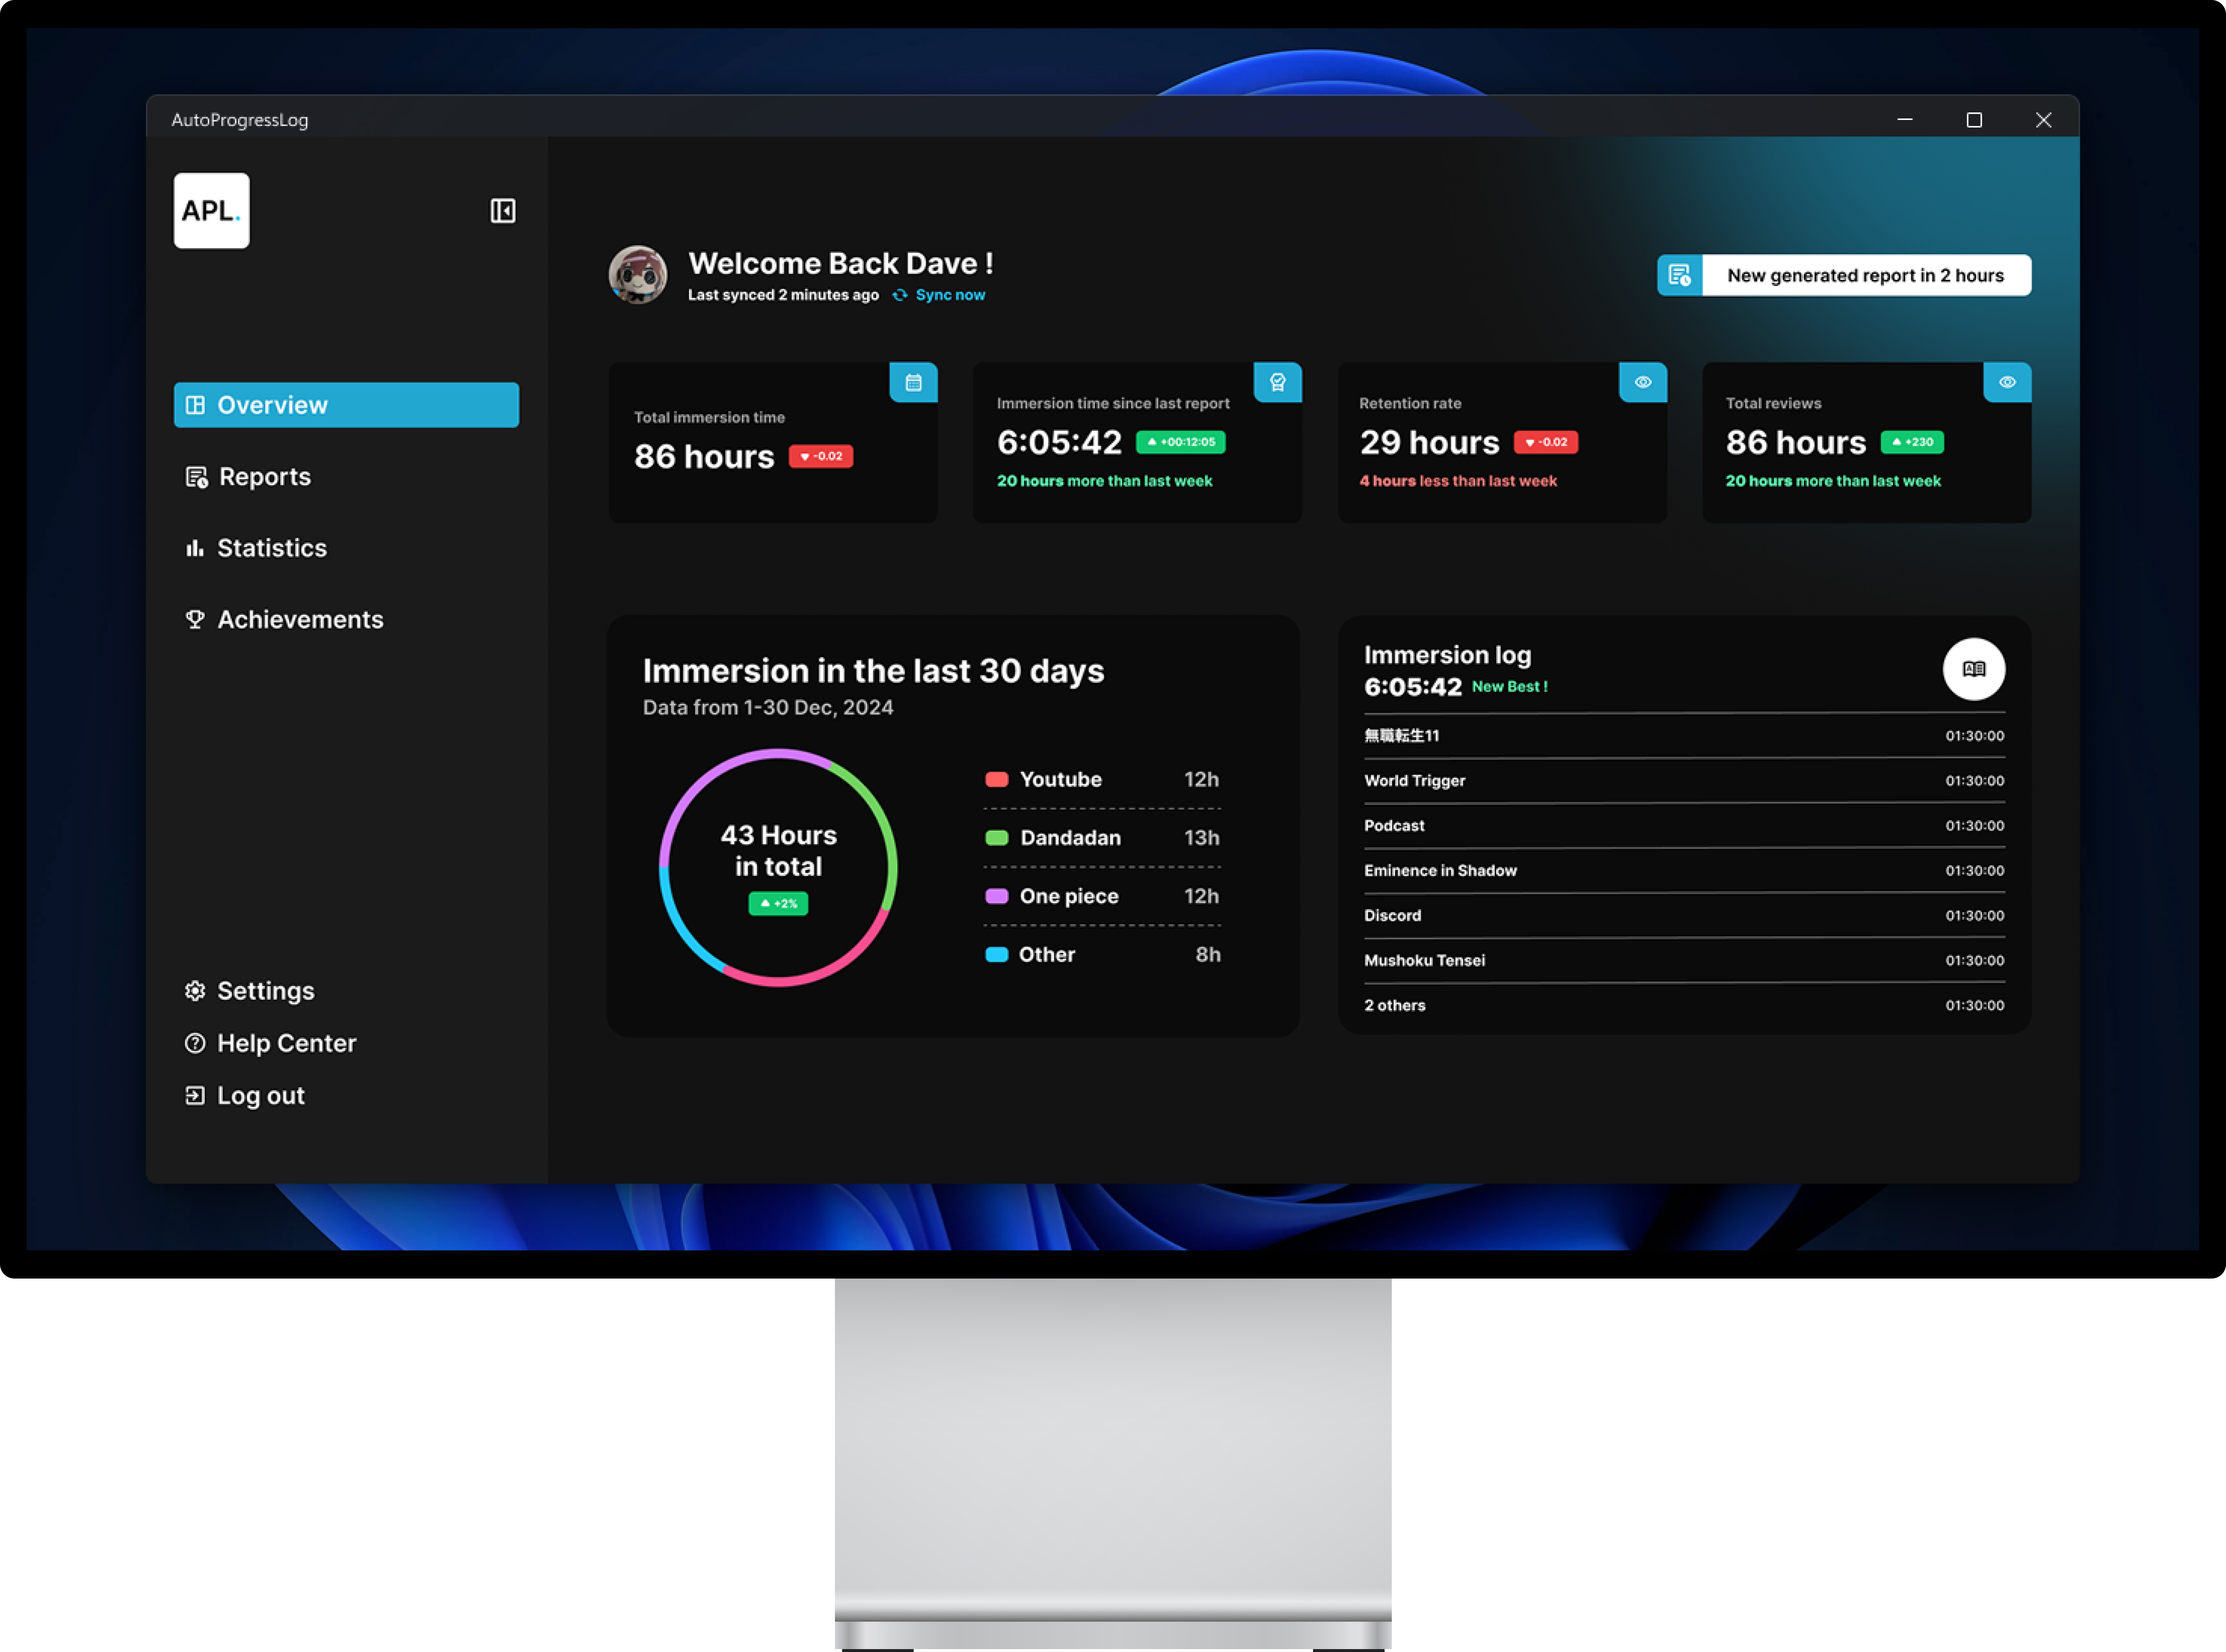 AutoProgressLog
APL.
Overview
Reports
Statistics
Achievements
Settings
Help Center
Log out
Welcome Back Dave !
Last synced 2 minutes ago Sync now
New generated report in 2 hours
Total immersion time
86 hours -0.02
Immersion time since last report
6:05:42 +00:12:05
20 hours more than last week
Retention rate
29 hours -0.02
4 hours less than last week
Total reviews
86 hours +230
20 hours more than last week
Immersion in the last 30 days
Data from 1-30 Dec, 2024
43 Hours
in total
+2%
Youtube 12h
Dandadan 13h
One piece 12h
Other 8h
Immersion log
6:05:42 New Best !
無職転生11 01:30:00
World Trigger 01:30:00
Podcast 01:30:00
Eminence in Shadow 01:30:00
Discord 01:30:00
Mushoku Tensei 01:30:00
2 others 01:30:00